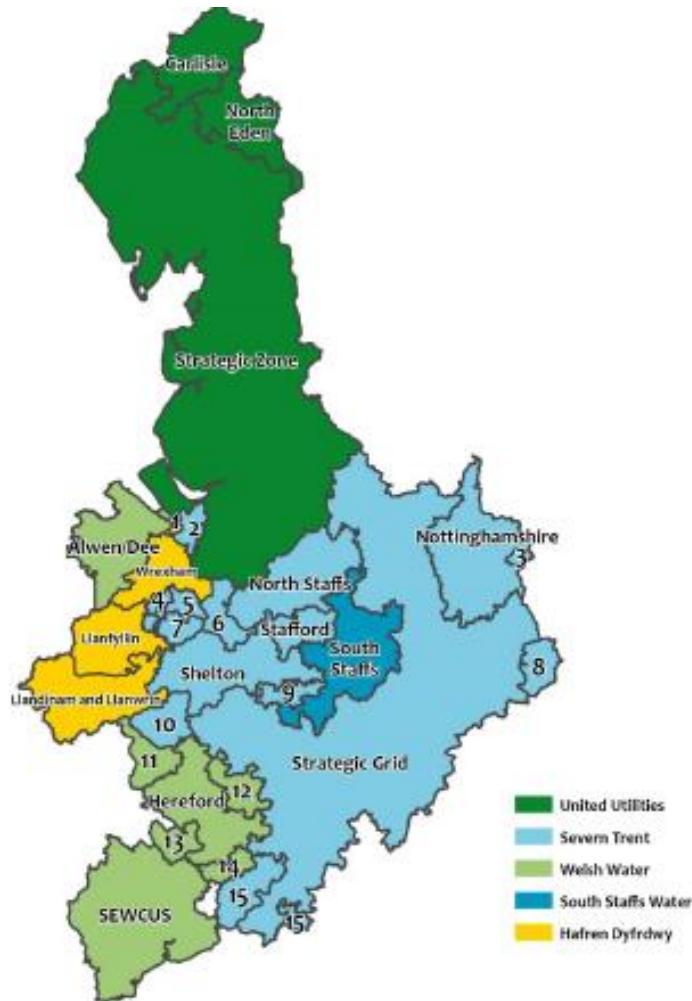 Carlisle
North
Eden
Strategic Zone
Nottinghamshire
1
2
3
Alwen Dee
Wrexham
North Staffs
4
5
6
7
Stafford
Llanfyllin
South
Staffs
8
Shelton
9
Llandinam and Llanwrin
10
Strategic Grid
11
12
Hereford
13
14
15
15
SEWCUS
United Utilities
Severn Trent
Welsh Water
South Staffs Water
Hafren Dyfrdwy